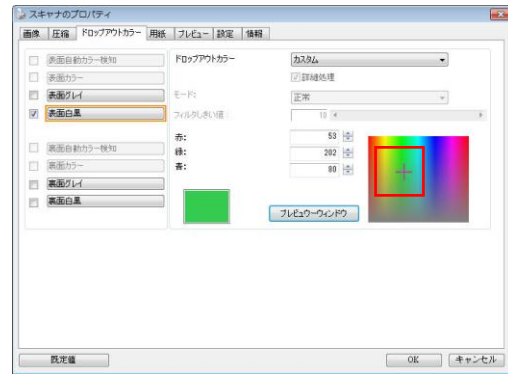 スキャナのプロパティ
画像 圧縮 ドロップアウトカラー 用紙 プレビュー 設定 情報
表面自動カラー検知
表面カラー
表面グレイ
表面白黒
裏面自動カラー検知
裏面カラー
裏面グレイ
裏面白黒
ドロップアウトカラー カスタム
詳細処理
モード: 正常
フィルタしきい値: 10
赤: 53
緑: 202
青: 80
プレビューウィンドウ
既定値 OK キャンセル